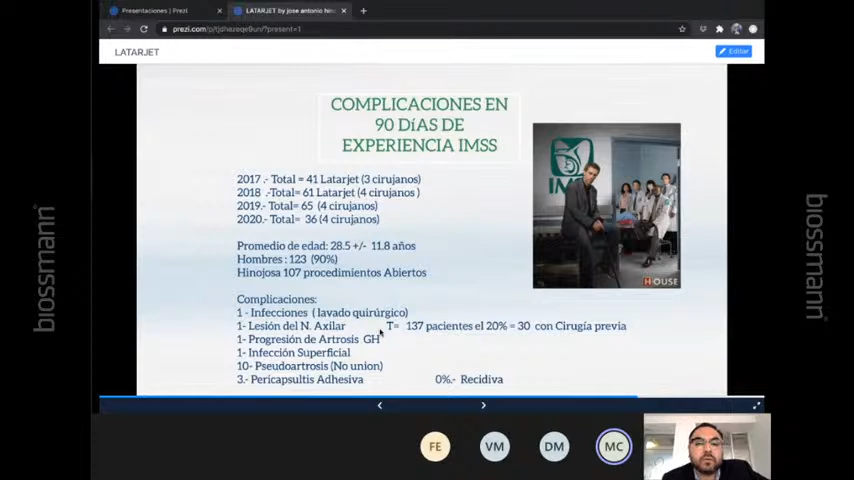 Presentaciones | Prezi
LATARJET by jose antonio hino
prezi.com/p/tjdhazeqe9un/?present=1
LATARJET
Editar
COMPLICACIONES EN
90 DíAS DE
EXPERIENCIA IMSS
2017 .- Total = 41 Latarjet (3 cirujanos)
2018 .-Total= 61 Latarjet (4 cirujanos )
2019.- Total= 65 (4 cirujanos)
2020.- Total= 36 (4 cirujanos)
Promedio de edad: 28.5 +/- 11.8 años
Hombres : 123 (90%)
Hinojosa 107 procedimientos Abiertos
Complicaciones:
1 - Infecciones ( lavado quirúrgico)
1- Lesión del N. Axilar T= 137 pacientes el 20% = 30 con Cirugía previa
1- Progresión de Artrosis GH
1- Infección Superficial
10- Pseudoartrosis (No union)
3.- Pericapsultis Adhesiva 0%.- Recidiva
IMSS
HOUSE
biossmann
biossmann
FE
VM
DM
MC